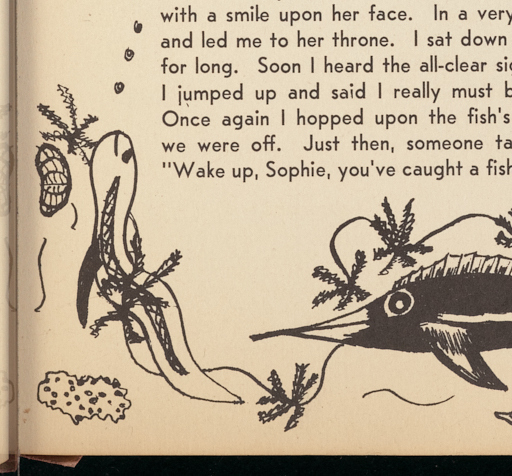 with a smile upon her face. In a very
and led me to her throne. I sat down
for long. Soon I heard the all-clear
I jumped up and said I really must
Once again I hopped upon the fish's
we were off. Just then, someone
"Wake up, Sophie, you've caught a fish